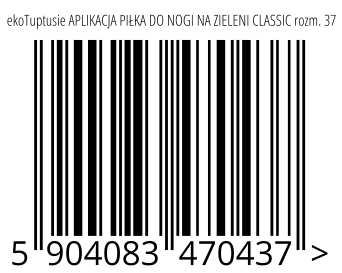 ekoTuptusie APLIKACJA PIŁKA DO NOGI NA ZIELENI CLASSIC rozm. 37
5 904083 470437 >